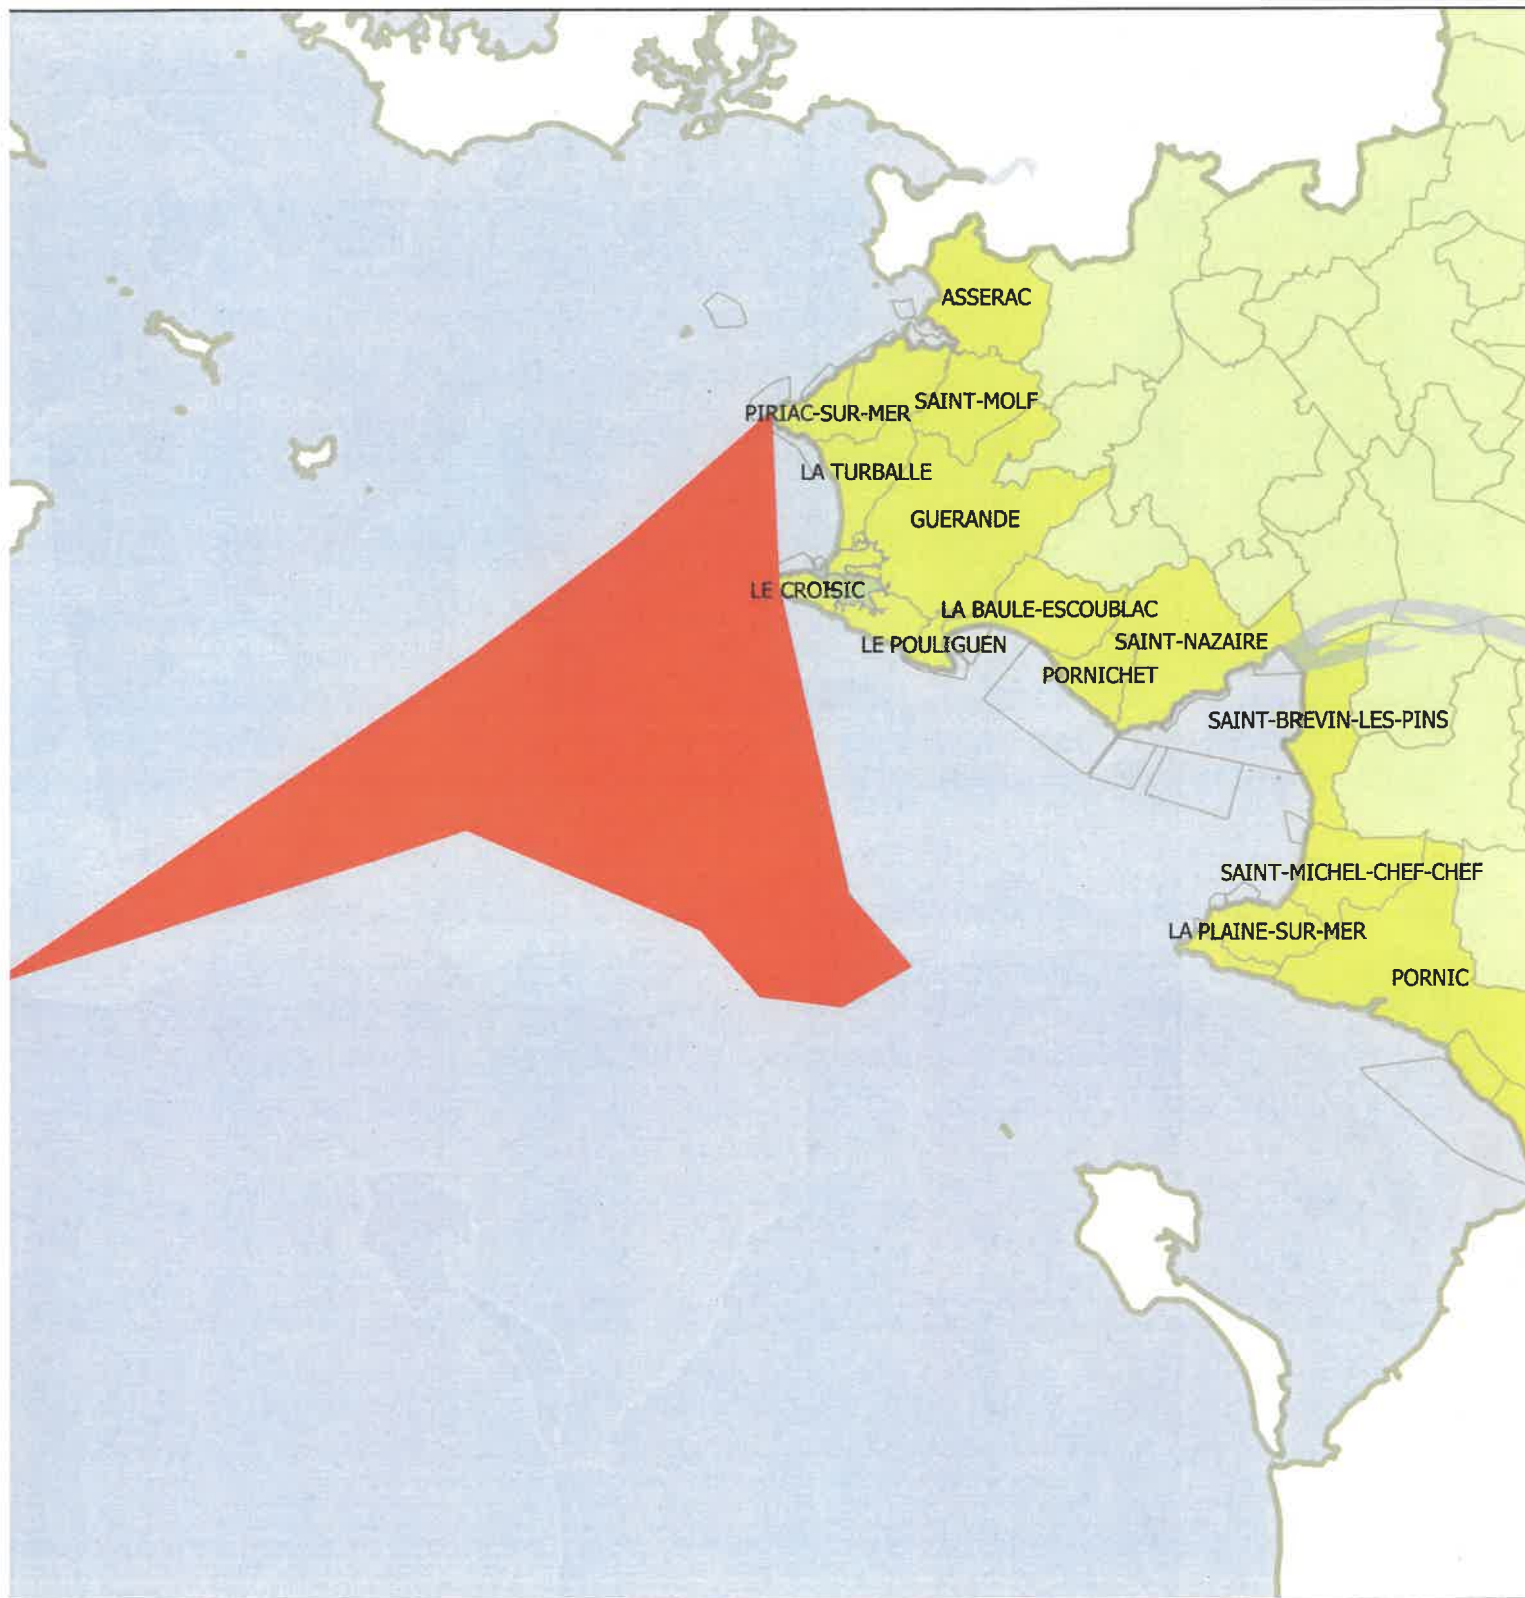 ASSERAC
SAINT-MOLF
PIRIAC-SUR-MER
LA TURBALLE
GUERANDE
LE CROISIC
LA BAULE-ESCOUBLAC
LE POULIGUEN
SAINT-NAZAIRE
PORNICHET
SAINT-BREVIN-LES-PINS
SAINT-MICHEL-CHEF-CHEF
LA PLAINE-SUR-MER
PORNIC